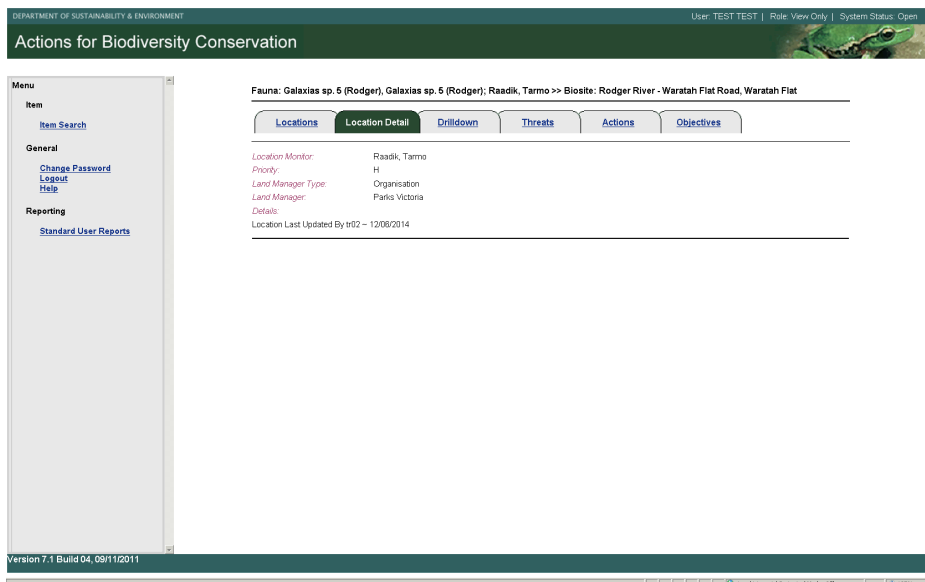 DEPARTMENT OF SUSTAINABILITY & ENVIRONMENT
User: TEST TEST | Role: View Only | System Status: Open
Actions for Biodiversity Conservation
Menu
Item
Item Search
General
Change Password
Logout
Help
Reporting
Standard User Reports
Fauna: Galaxias sp. 5 (Rodger), Galaxias sp. 5 (Rodger); Raadik, Tarmo >> Biosite: Rodger River - Waratah Flat Road, Waratah Flat
Locations Location Detail Drilldown Threats Actions Objectives
Location Monitor: Raadik, Tarmo
Priority: H
Land Manager Type: Organisation
Land Manager: Parks Victoria
Details:
Location Last Updated By tr02 – 12/06/2014
Version 7.1 Build 04, 09/11/2011